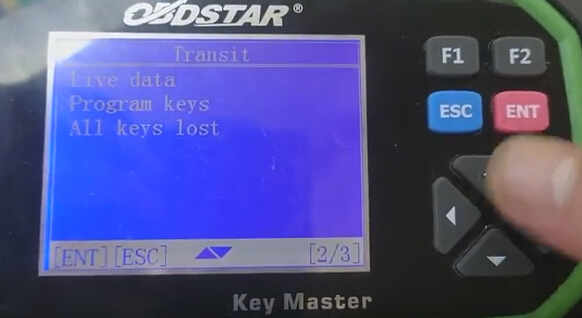 OBDSTAR®
Transit
Live data
Program keys
All keys lost
[ENT][ESC] [2/3]
F1 F2
ESC ENT
Key Master